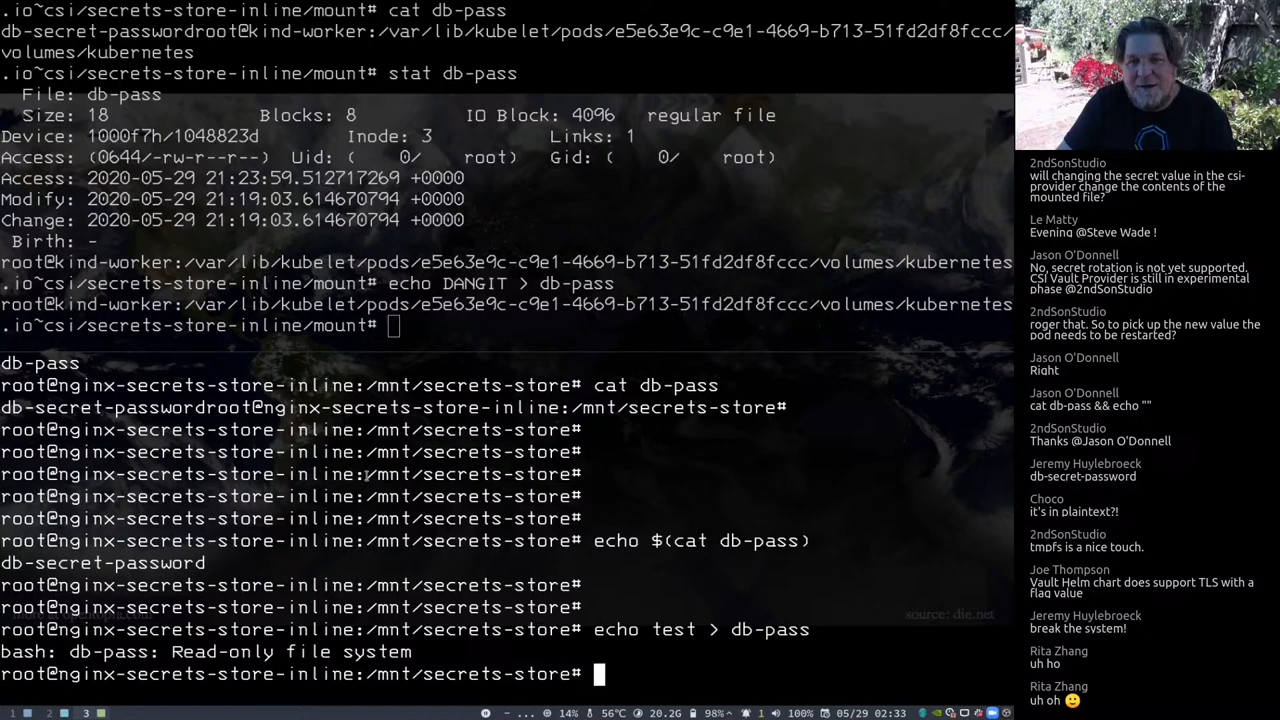 .io~csi/secrets-store-inline/mount# cat db-pass
db-secret-passwordroot@kind-worker:/var/lib/kubelet/pods/e5e63e9c-c9e1-4669-b713-51fd2df8fccc/
volumes/kubernetes
.io~csi/secrets-store-inline/mount# stat db-pass
  File: db-pass
  Size: 18              Blocks: 8          IO Block: 4096   regular file
Device: 1000f7h/1048823d        Inode: 3           Links: 1
Access: (0644/-rw-r--r--)  Uid: (    0/    root)   Gid: (    0/    root)
Access: 2020-05-29 21:23:59.512717269 +0000
Modify: 2020-05-29 21:19:03.614670794 +0000
Change: 2020-05-29 21:19:03.614670794 +0000
 Birth: -
root@kind-worker:/var/lib/kubelet/pods/e5e63e9c-c9e1-4669-b713-51fd2df8fccc/volumes/kubernetes
.io~csi/secrets-store-inline/mount# echo DANGIT > db-pass
root@kind-worker:/var/lib/kubelet/pods/e5e63e9c-c9e1-4669-b713-51fd2df8fccc/volumes/kubernetes
.io~csi/secrets-store-inline/mount#
db-pass
root@nginx-secrets-store-inline:/mnt/secrets-store# cat db-pass
db-secret-passwordroot@nginx-secrets-store-inline:/mnt/secrets-store#
root@nginx-secrets-store-inline:/mnt/secrets-store#
root@nginx-secrets-store-inline:/mnt/secrets-store#
root@nginx-secrets-store-inline:/mnt/secrets-store#
root@nginx-secrets-store-inline:/mnt/secrets-store#
root@nginx-secrets-store-inline:/mnt/secrets-store#
root@nginx-secrets-store-inline:/mnt/secrets-store# echo $(cat db-pass)
db-secret-password
root@nginx-secrets-store-inline:/mnt/secrets-store#
root@nginx-secrets-store-inline:/mnt/secrets-store#
source: die.net
root@nginx-secrets-store-inline:/mnt/secrets-store# echo test > db-pass
bash: db-pass: Read-only file system
root@nginx-secrets-store-inline:/mnt/secrets-store#
1 2 3 - ... 14% 56°C 20.2G 98% 1 100% 05/29 02:33
2ndSonStudio
will changing the secret value in the csi-
provider change the contents of the
mounted file?
Le Matty
Evening @Steve Wade !
Jason O'Donnell
No, secret rotation is not yet supported.
CSI Vault Provider is still in experimental
phase @2ndSonStudio
2ndSonStudio
roger that. So to pick up the new value the
pod needs to be restarted?
Jason O'Donnell
Right
Jason O'Donnell
cat db-pass && echo ""
2ndSonStudio
Thanks @Jason O'Donnell
Jeremy Huylebroeck
db-secret-password
Choco
it's in plaintext?!
2ndSonStudio
tmpfs is a nice touch.
Joe Thompson
Vault Helm chart does support TLS with a
flag value
Jeremy Huylebroeck
break the system!
Rita Zhang
uh ho
Rita Zhang
uh oh 🙂